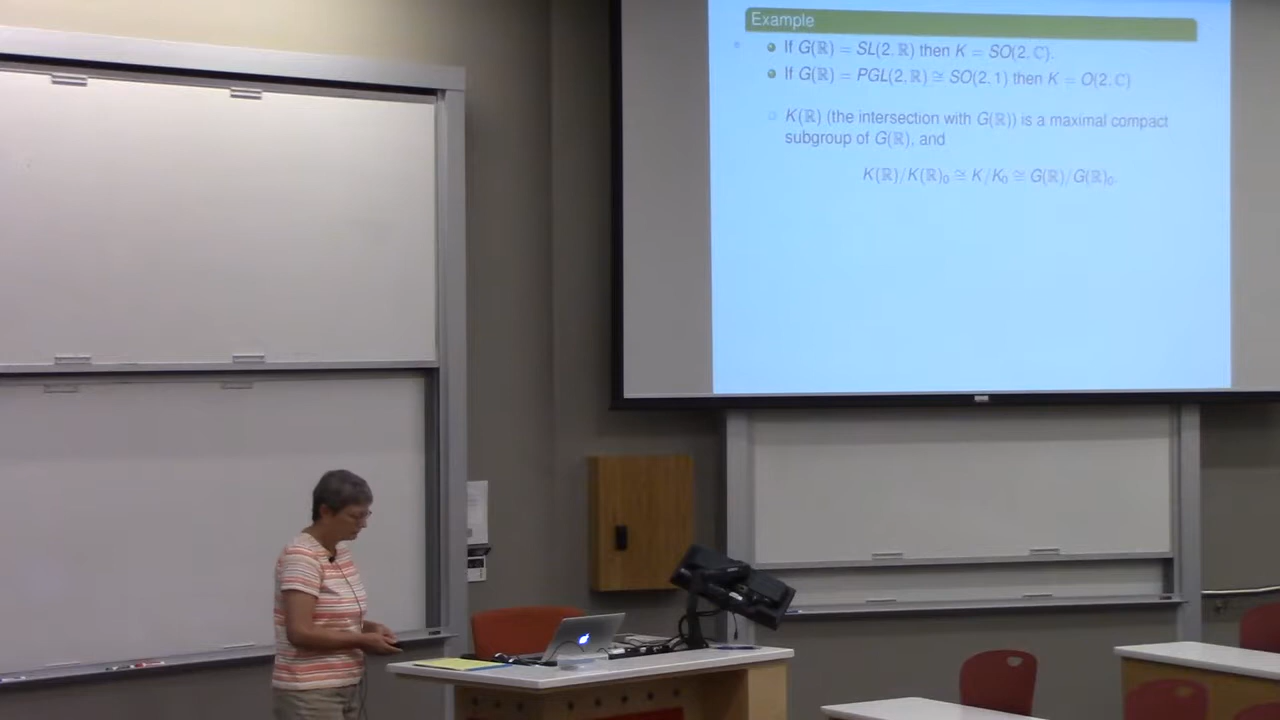 Example
If G(ℝ) = SL(2, ℝ) then K = SO(2, ℂ).
If G(ℝ) = PGL(2, ℝ) ≅ SO(2, 1) then K = O(2, ℂ)
K(ℝ) (the intersection with G(ℝ)) is a maximal compact
subgroup of G(ℝ), and
K(ℝ)/K(ℝ)₀ ≅ K/K₀ ≅ G(ℝ)/G(ℝ)₀.